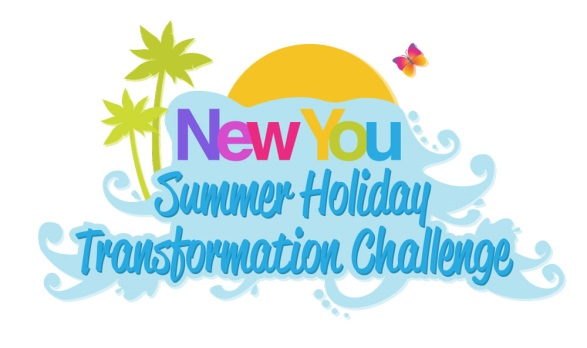 New You
Summer Holiday
Transformation Challenge